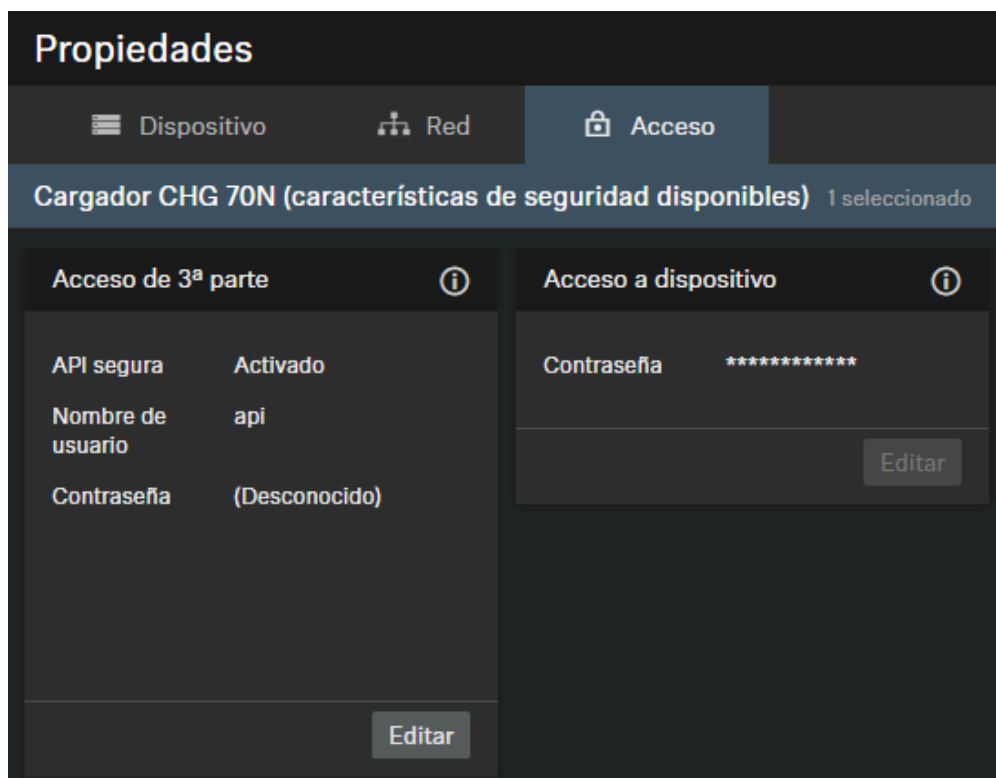 Propiedades
Dispositivo
Red
Acceso
Cargador CHG 70N (características de seguridad disponibles) 1 seleccionado
Acceso de 3ª parte
API segura Activado
Nombre de api
usuario
Contraseña (Desconocido)
Editar
Acceso a dispositivo
Contraseña ************
Editar